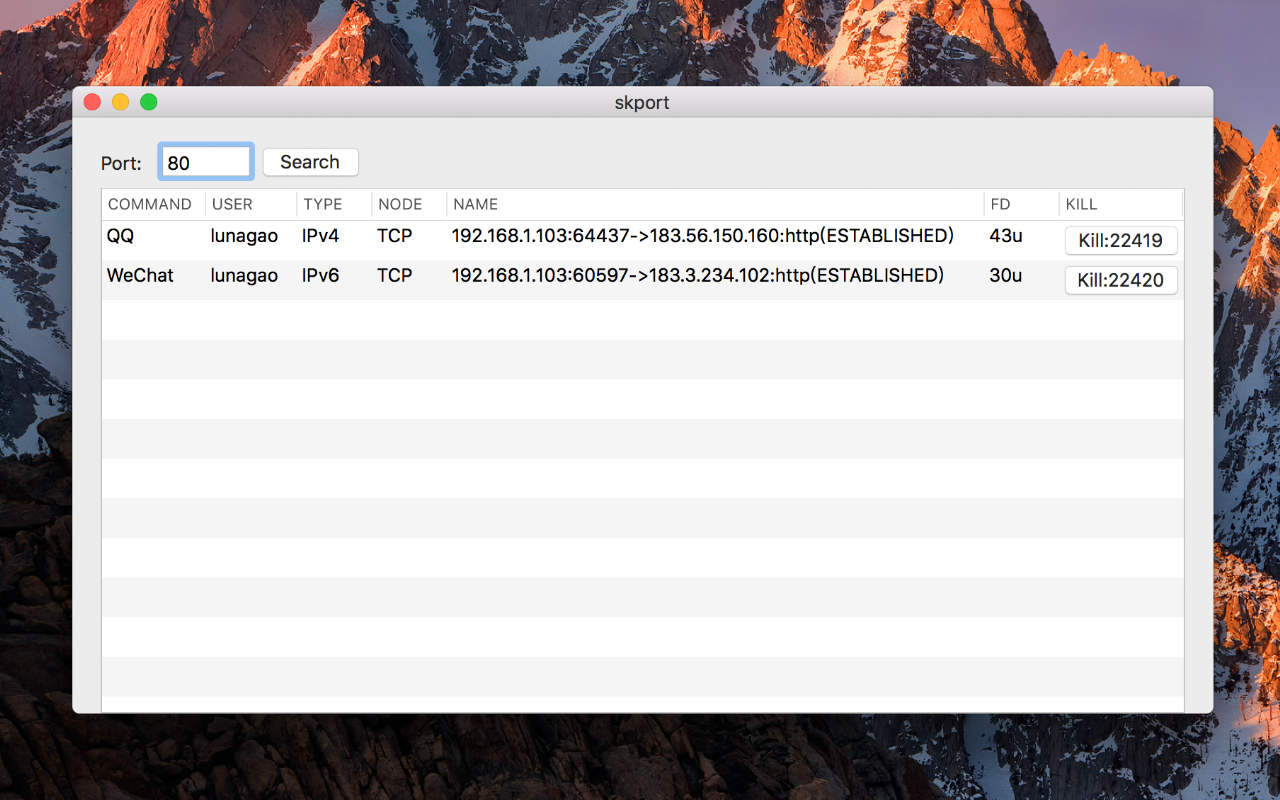 skport
Port: 80 Search
COMMAND USER TYPE NODE NAME FD KILL
QQ lunagao IPv4 TCP 192.168.1.103:64437->183.56.150.160:http(ESTABLISHED) 43u Kill:22419
WeChat lunagao IPv6 TCP 192.168.1.103:60597->183.3.234.102:http(ESTABLISHED) 30u Kill:22420